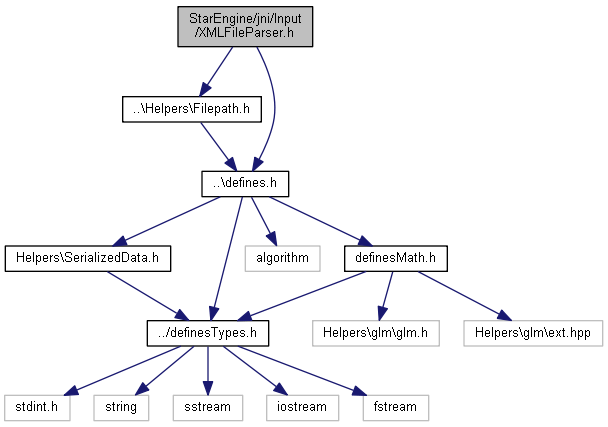 StarEngine/jni/Input
/XMLFileParser.h
..\Helpers\Filepath.h
..\defines.h
Helpers\SerializedData.h
algorithm
definesMath.h
../definesTypes.h
Helpers\glm\glm.h
Helpers\glm\ext.hpp
stdint.h
string
sstream
iostream
fstream